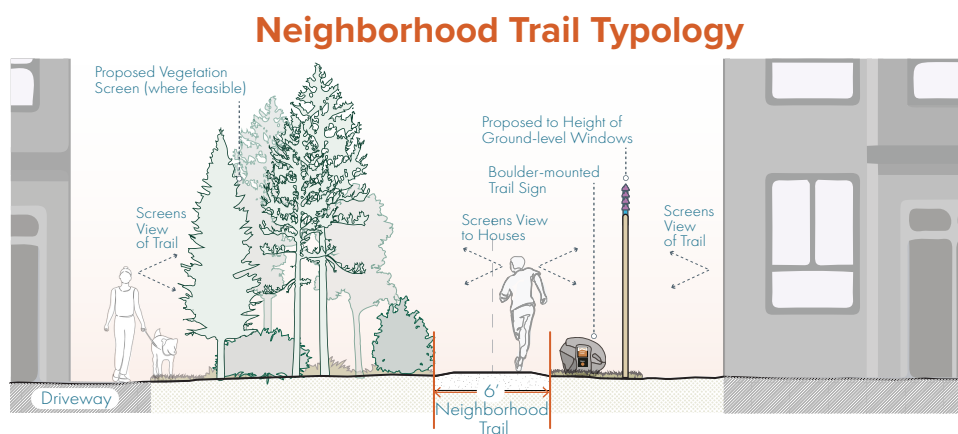 Neighborhood Trail Typology
Proposed Vegetation
Screen (where feasible)
Proposed to Height of
Ground-level Windows
Boulder-mounted
Trail Sign
Screens
View
of Trail
Screens View
to Houses
Screens
View
of Trail
Driveway
6'
Neighborhood
Trail